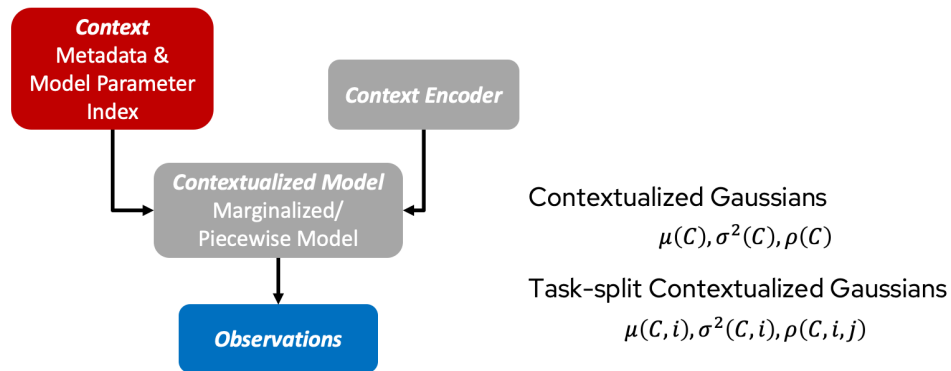 Context
Metadata &
Model Parameter
Index
Context Encoder
Contextualized Model
Marginalized/
Piecewise Model
Observations
Contextualized Gaussians
μ(C), σ²(C), ρ(C)
Task-split Contextualized Gaussians
μ(C, i), σ²(C, i), ρ(C, i, j)